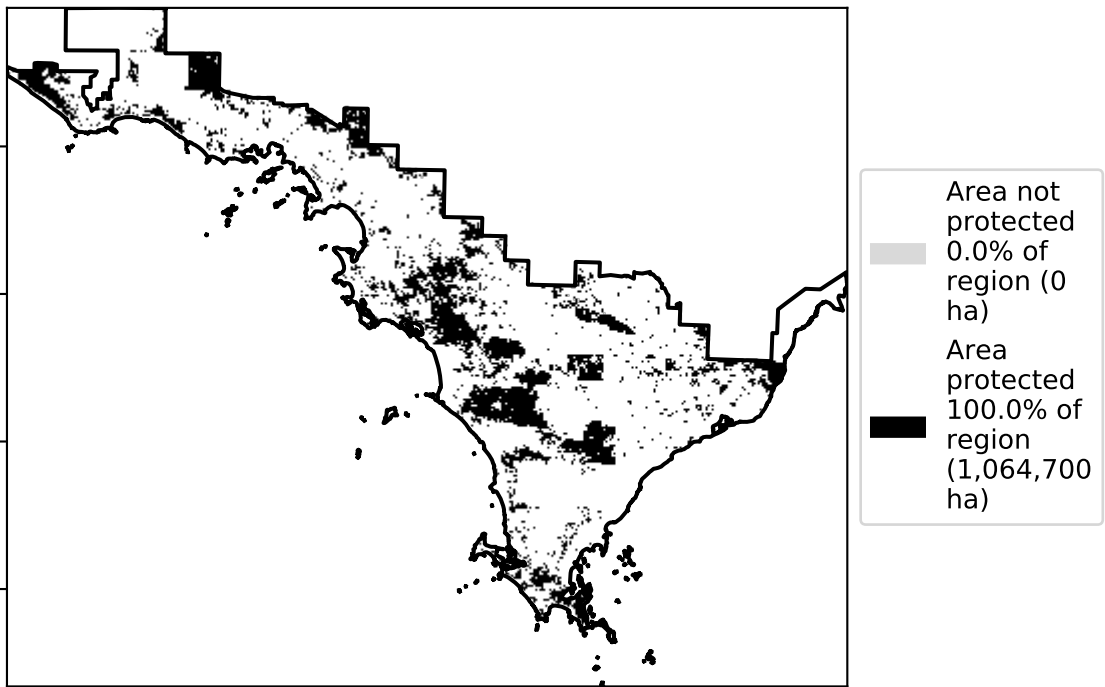 Area not
protected
0.0% of
region (0
ha)
Area
protected
100.0% of
region
(1,064,700
ha)